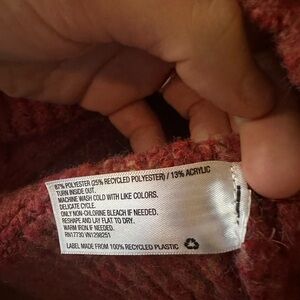 87% POLYESTER (25% RECYCLED POLYESTER) / 13% ACRYLIC
TURN INSIDE OUT.
MACHINE WASH COLD WITH LIKE COLORS.
DELICATE CYCLE.
ONLY NON-CHLORINE BLEACH IF NEEDED.
RESHAPE AND LAY FLAT TO DRY.
WARM IRON IF NEEDED.
RN17730 VN1298251
LABEL MADE FROM 100% RECYCLED PLASTIC